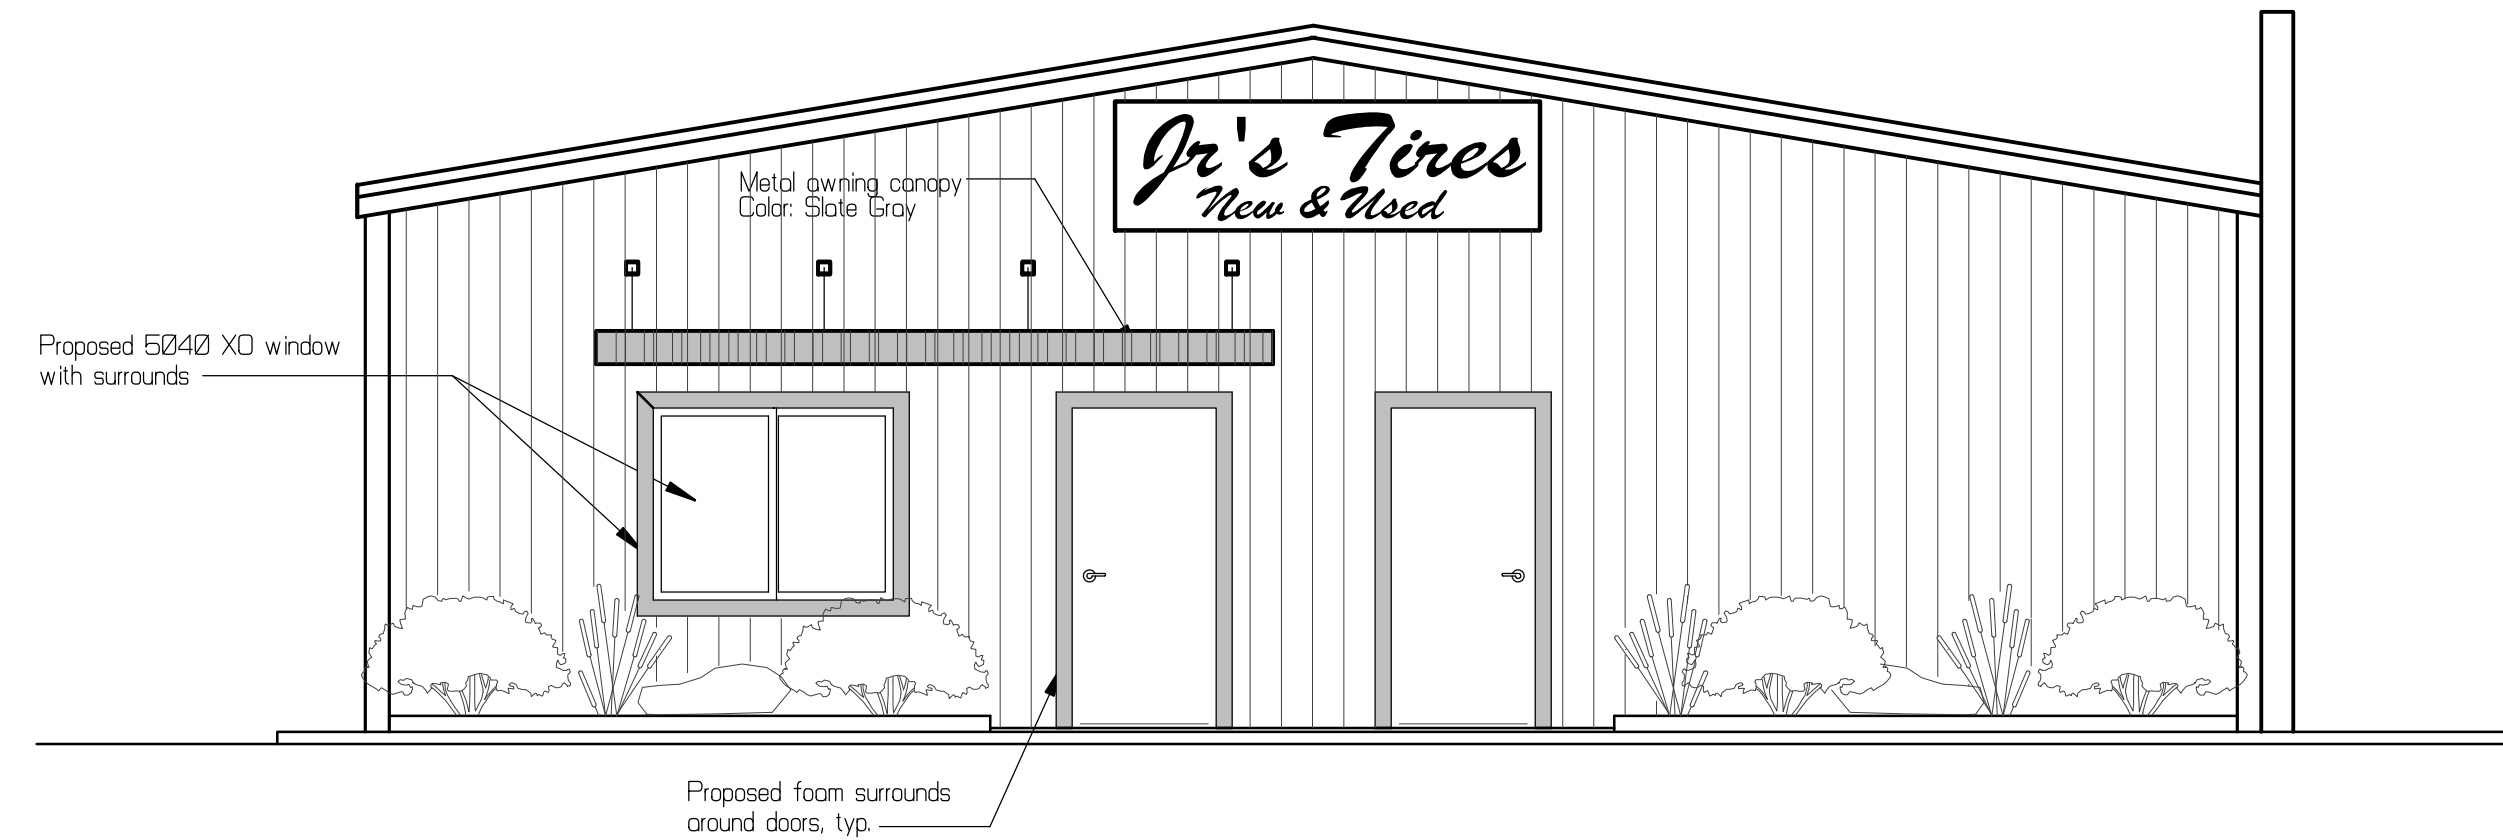 Jr's Tires
New & Used
Metal awning canopy
Color: Slate Gray
Proposed 5040 XO window
with surrounds
Proposed foam surrounds
around doors, typ.